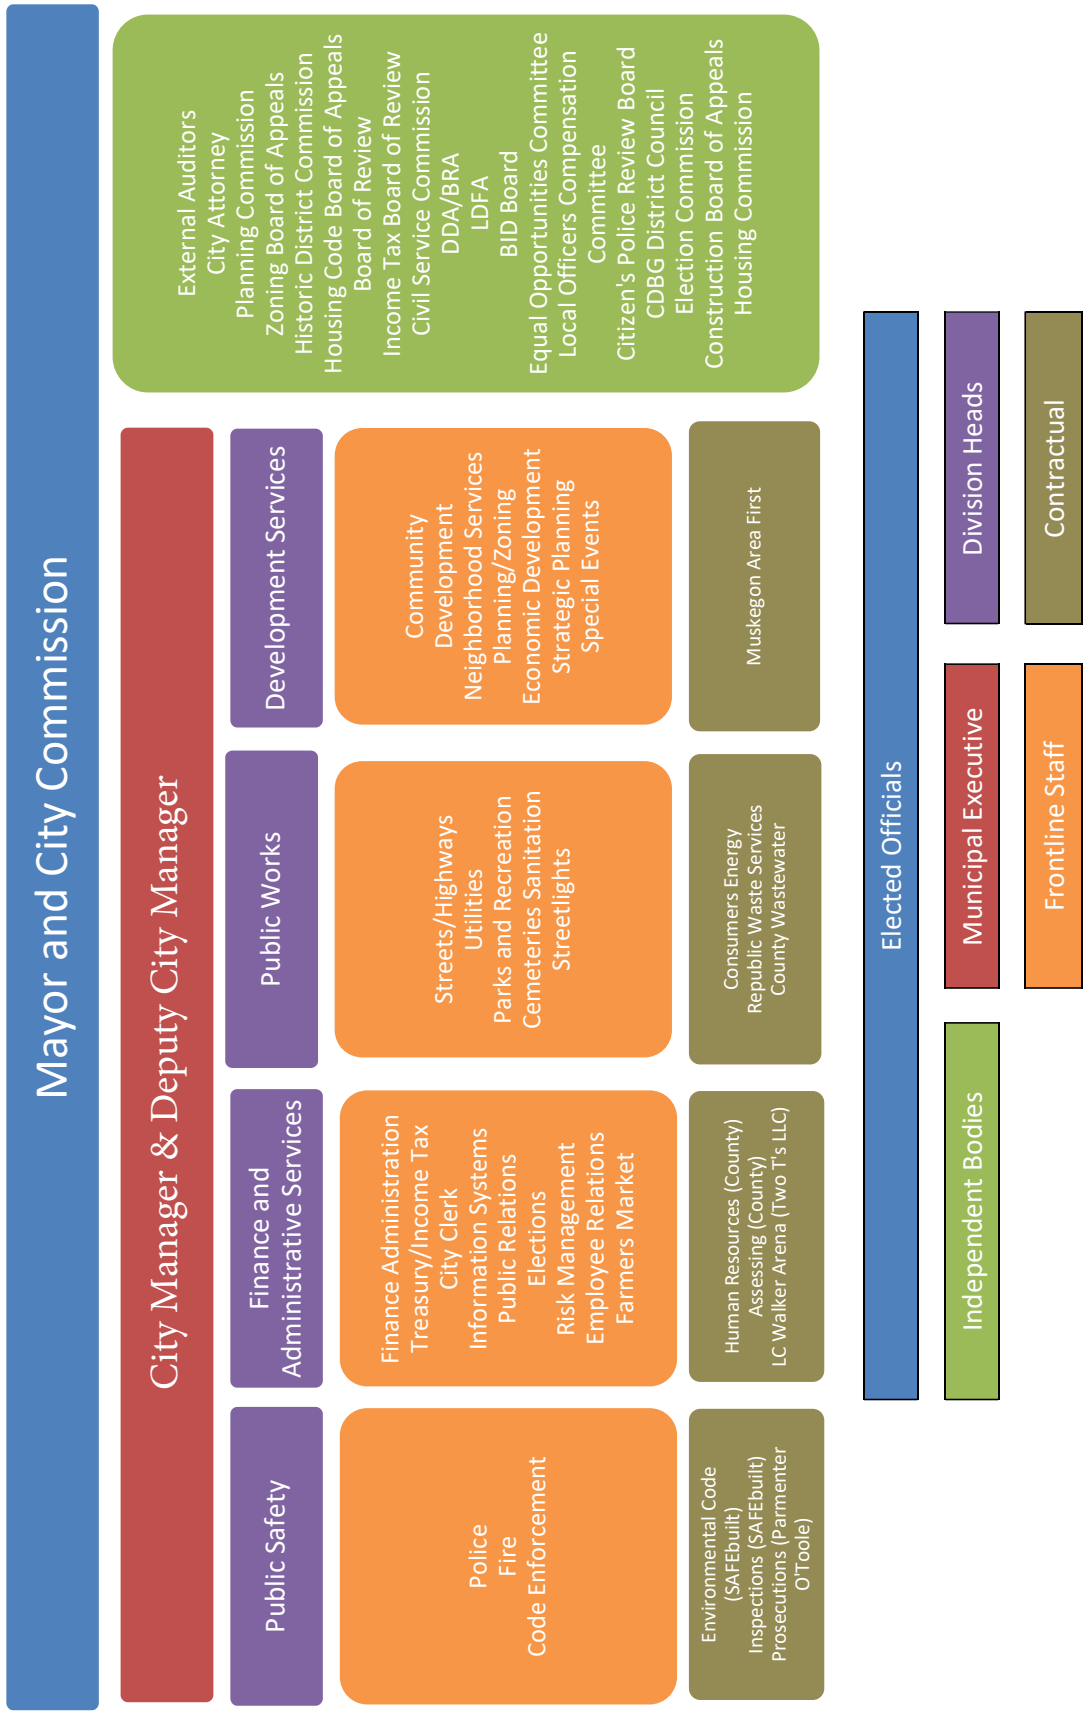 Mayor and City Commission
City Manager & Deputy City Manager
Public Safety
Finance and
Administrative Services
Public Works
Development Services
Police
Fire
Code Enforcement
Finance Administration
Treasury/Income Tax
City Clerk
Information Systems
Public Relations
Elections
Risk Management
Employee Relations
Farmers Market
Streets/Highways
Utilities
Parks and Recreation
Cemeteries Sanitation
Streetlights
Community
Development
Neighborhood Services
Planning/Zoning
Economic Development
Strategic Planning
Special Events
Environmental Code
(SAFEbuilt)
Inspections (SAFEbuilt)
Prosecutions (Parmenter
O'Toole)
Human Resources (County)
Assessing (County)
LC Walker Arena (Two T's LLC)
Consumers Energy
Republic Waste Services
County Wastewater
Muskegon Area First
External Auditors
City Attorney
Planning Commission
Zoning Board of Appeals
Historic District Commission
Housing Code Board of Appeals
Board of Review
Income Tax Board of Review
Civil Service Commission
DDA/BRA
LDFA
BID Board
Equal Opportunities Committee
Local Officers Compensation
Committee
Citizen's Police Review Board
CDBG District Council
Election Commission
Construction Board of Appeals
Housing Commission
Elected Officials
Independent Bodies
Municipal Executive
Division Heads
Frontline Staff
Contractual